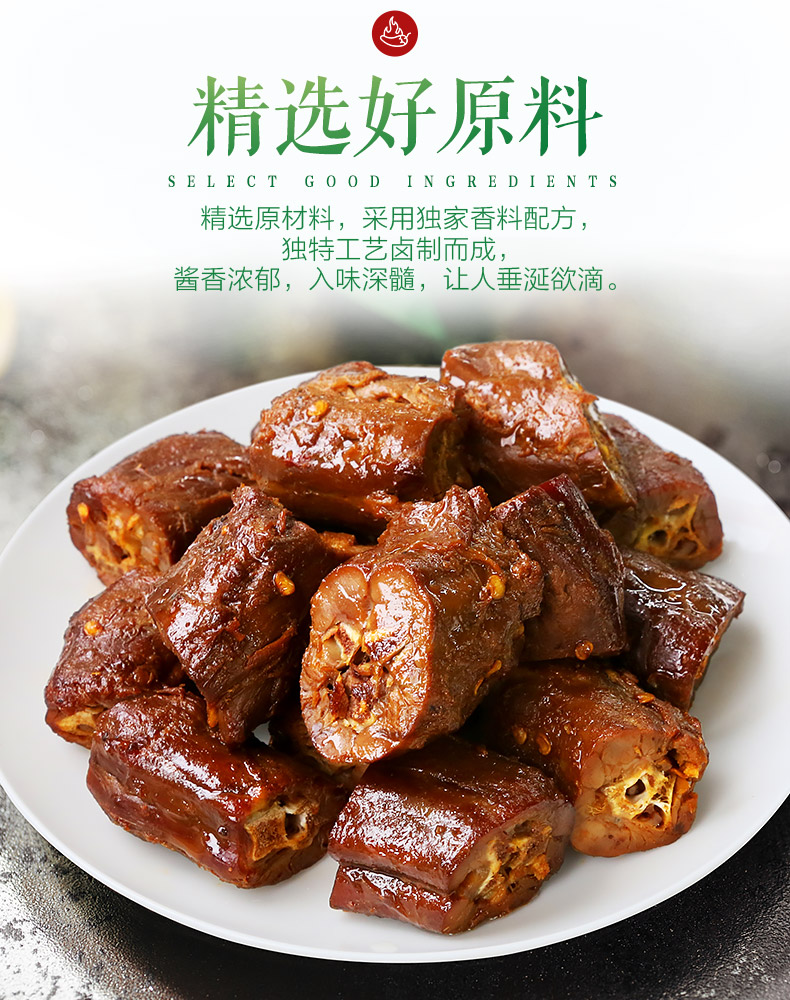 精选好原料
SELECT GOOD INGREDIENTS
精选原材料，采用独家香料配方，
独特工艺卤制而成，
酱香浓郁，入味深髓，让人垂涎欲滴。